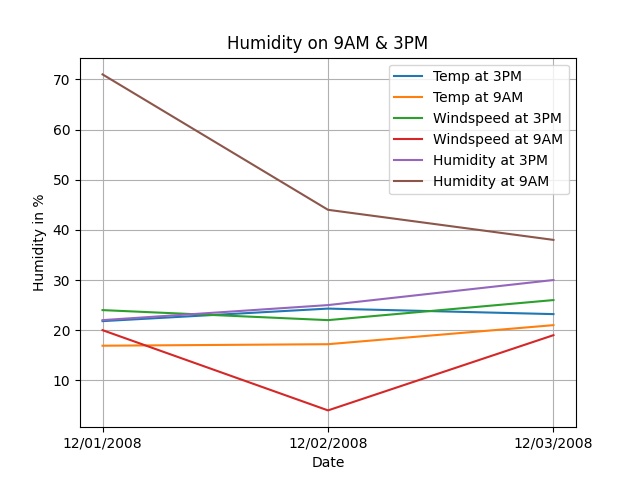 Humidity on 9AM & 3PM
Temp at 3PM
Temp at 9AM
Windspeed at 3PM
Windspeed at 9AM
Humidity at 3PM
Humidity at 9AM
Humidity in %
70
60
50
40
30
20
10
12/01/2008 12/02/2008 12/03/2008
Date